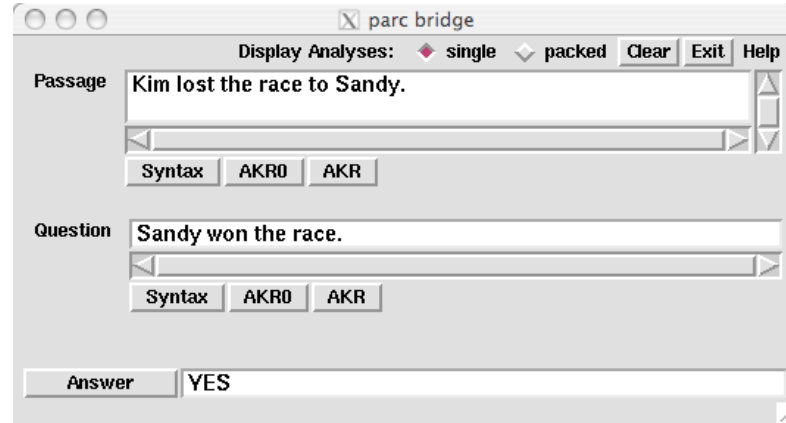 parc bridge
Display Analyses: single packed Clear Exit Help
Passage Kim lost the race to Sandy.
Syntax AKR0 AKR
Question Sandy won the race.
Syntax AKR0 AKR
Answer YES